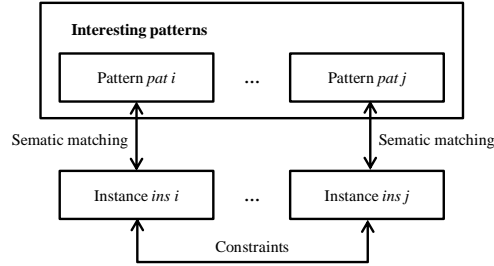 Interesting patterns
Pattern pat i ... Pattern pat j
Sematic matching Sematic matching
Instance ins i ... Instance ins j
Constraints